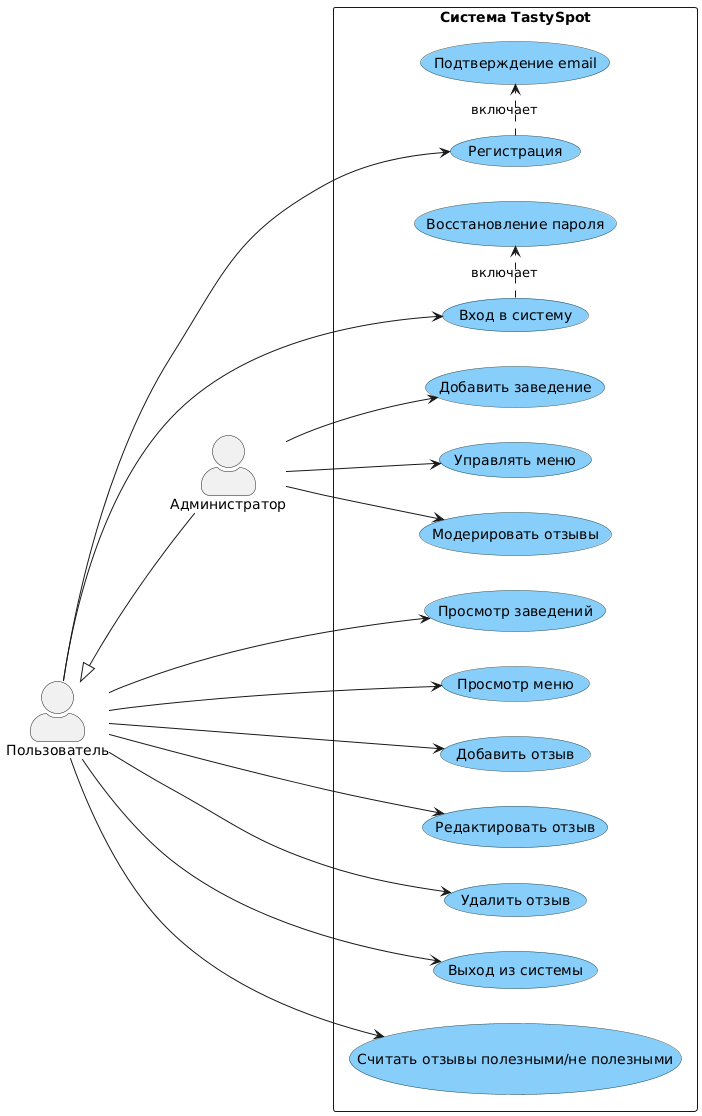 Система TastySpot
Подтверждение email
включает
Регистрация
Восстановление пароля
включает
Вход в систему
Добавить заведение
Управлять меню
Администратор
Модерировать отзывы
Просмотр заведений
Просмотр меню
Пользователь
Добавить отзыв
Редактировать отзыв
Удалить отзыв
Выход из системы
Считать отзывы полезными/не полезными